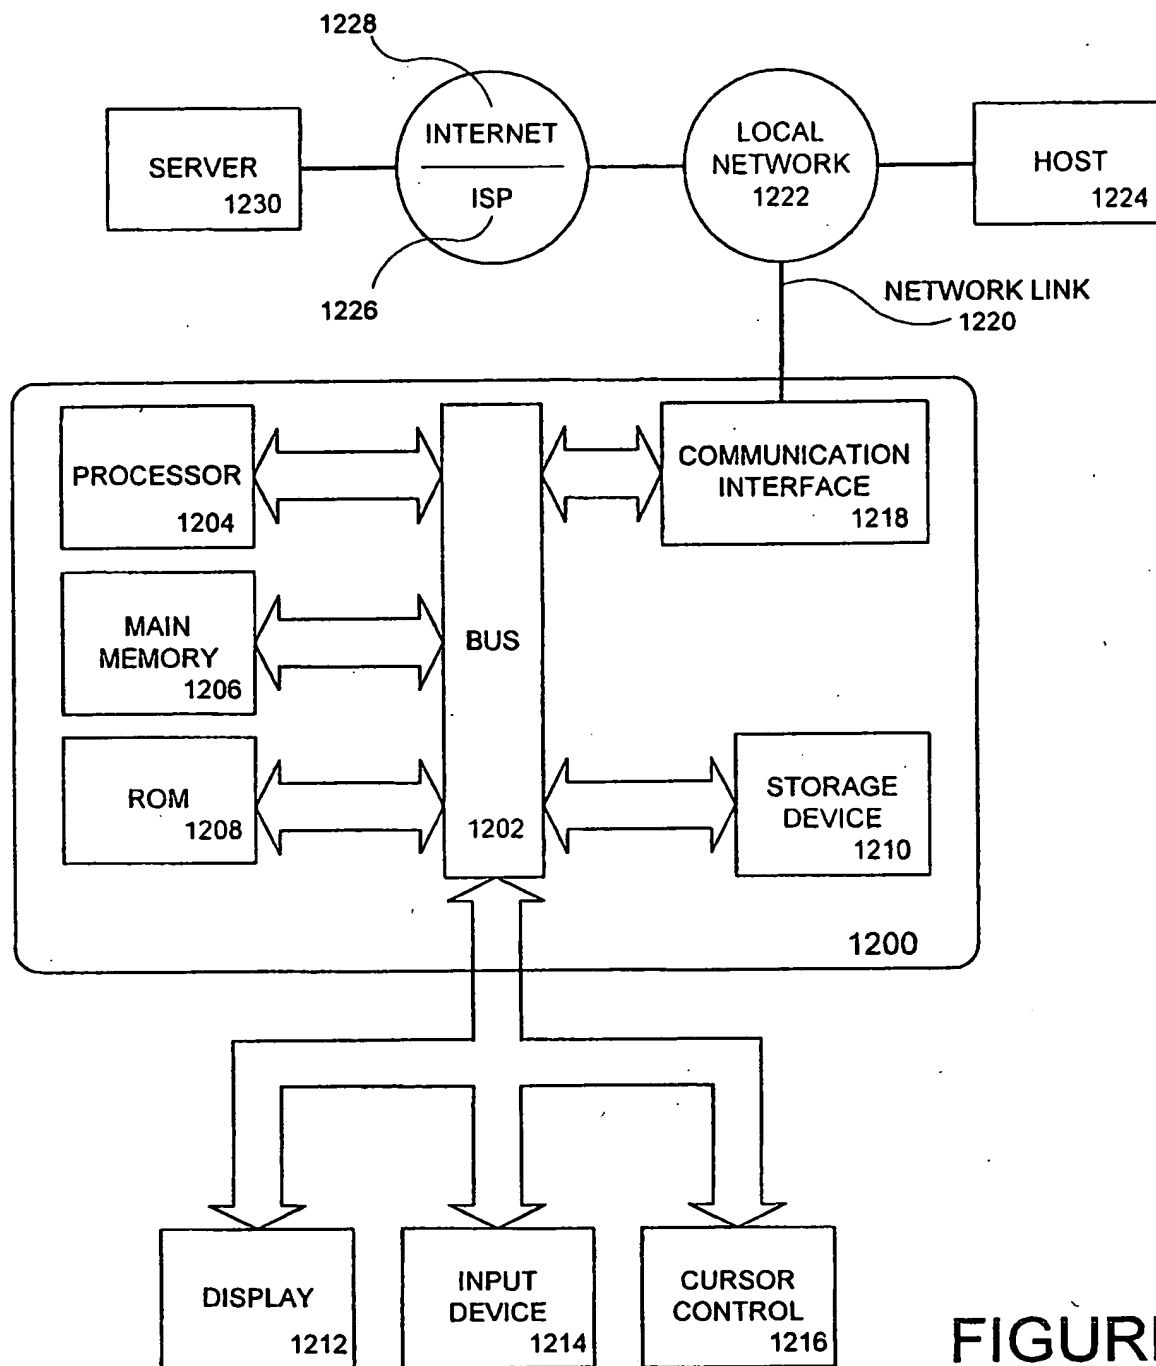 1228
SERVER
1230
INTERNET
ISP
1226
LOCAL
NETWORK
1222
HOST
1224
NETWORK LINK
1220
PROCESSOR
1204
BUS
1202
COMMUNICATION
INTERFACE
1218
MAIN
MEMORY
1206
ROM
1208
STORAGE
DEVICE
1210
1200
DISPLAY
1212
INPUT
DEVICE
1214
CURSOR
CONTROL
1216